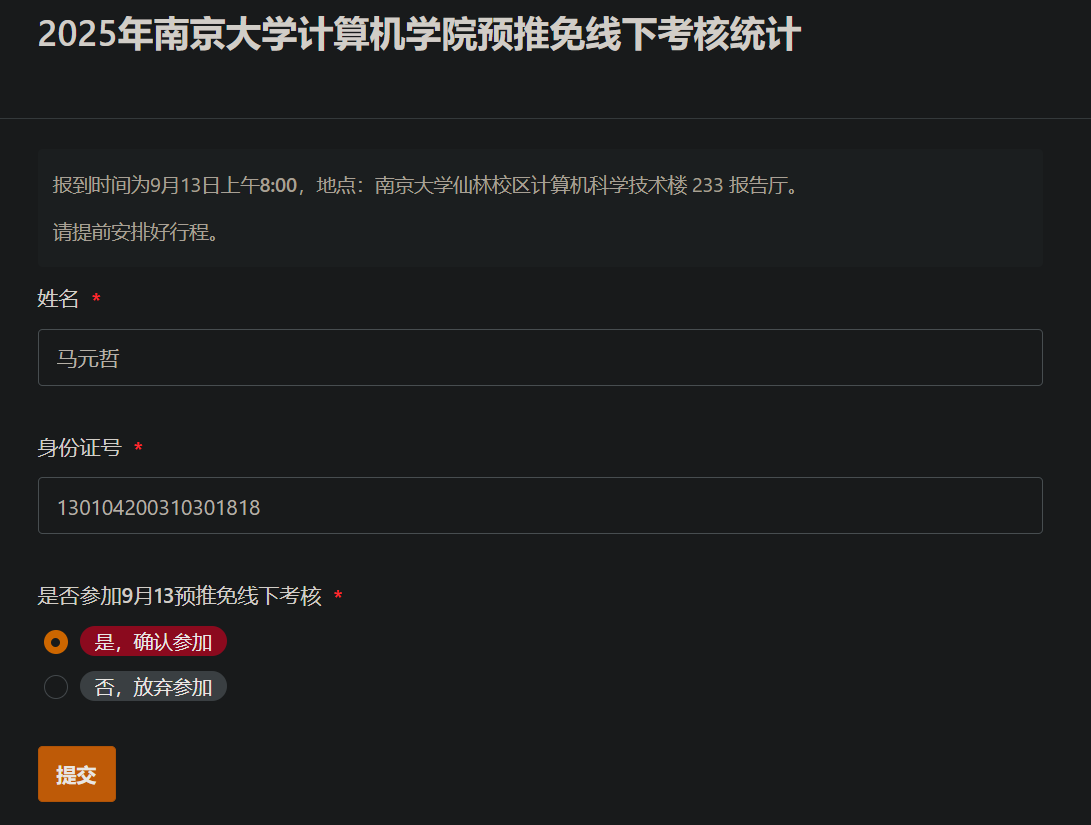 2025年南京大学计算机学院预推免线下考核统计
报到时间为9月13日上午8:00，地点：南京大学仙林校区计算机科学技术楼 233 报告厅。
请提前安排好行程。
姓名 *
马元哲
身份证号 *
130104200310301818
是否参加9月13预推免线下考核 *
是，确认参加
否，放弃参加
提交